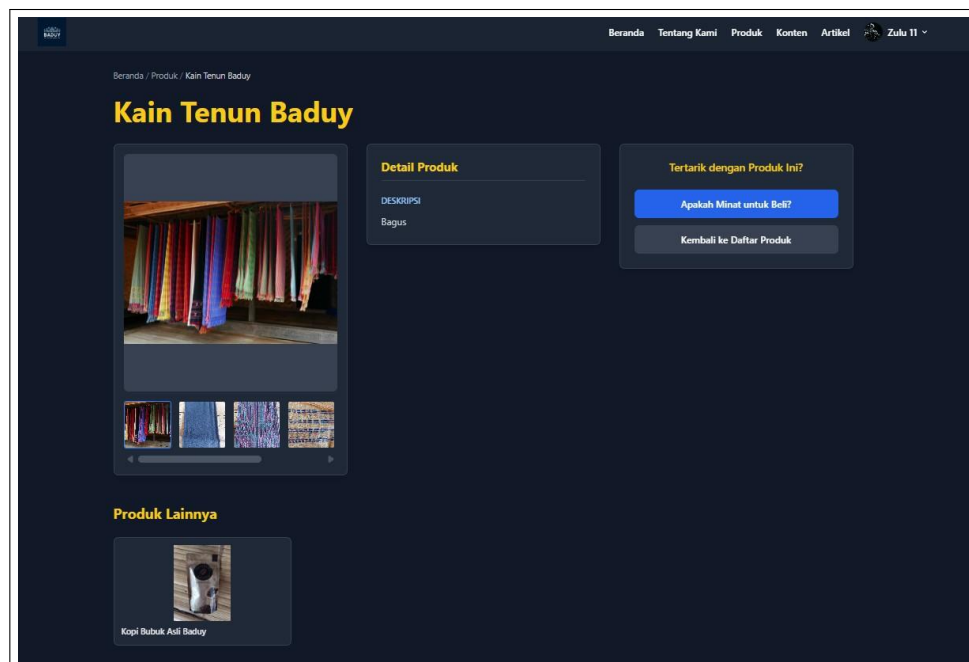 BADUY
Beranda Tentang Kami Produk Konten Artikel Zulu 11
Beranda / Produk / Kain Tenun Baduy
Kain Tenun Baduy
Detail Produk
DESKRIPSI
Bagus
Tertarik dengan Produk Ini?
Apakah Minat untuk Beli?
Kembali ke Daftar Produk
Produk Lainnya
Kopi Bubuk Asli Baduy